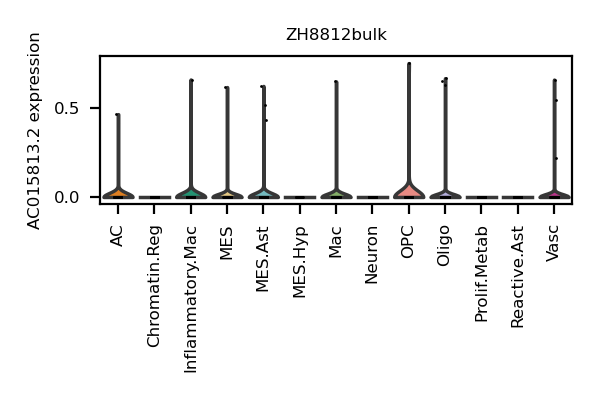 ZH8812bulk
AC015813.2 expression
0.5
0.0
AC
Chromatin.Reg
Inflammatory.Mac
MES
MES.Ast
MES.Hyp
Mac
Neuron
OPC
Oligo
Prolif.Metab
Reactive.Ast
Vasc